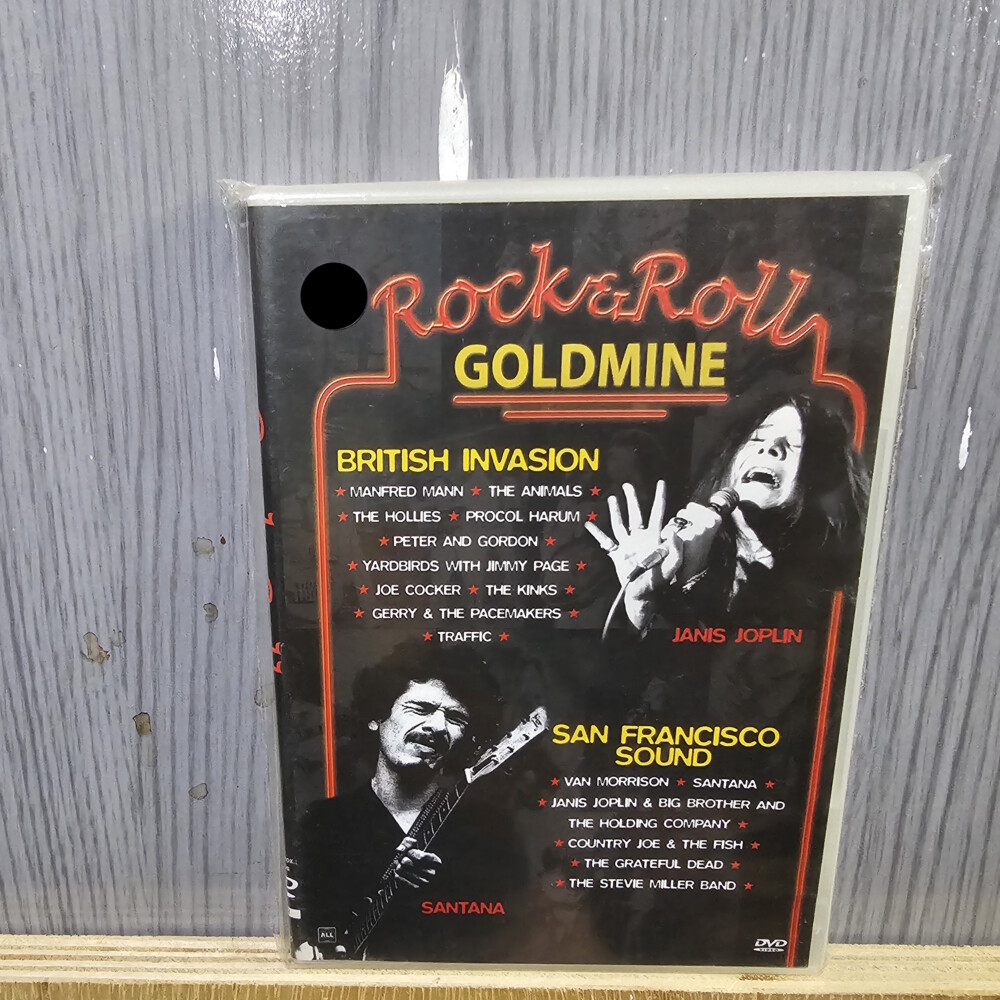 Rock & Roll
GOLDMINE
BRITISH INVASION
★ MANFRED MANN ★ THE ANIMALS ★
★ THE HOLLIES ★ PROCOL HARUM ★
★ PETER AND GORDON ★
★ YARDBIRDS WITH JIMMY PAGE ★
★ JOE COCKER ★ THE KINKS ★
★ GERRY & THE PACEMAKERS ★
★ TRAFFIC ★
JANIS JOPLIN
SAN FRANCISCO
SOUND
★ VAN MORRISON ★ SANTANA ★
★ JANIS JOPLIN & BIG BROTHER AND
THE HOLDING COMPANY ★
★ COUNTRY JOE & THE FISH ★
★ THE GRATEFUL DEAD ★
★ THE STEVIE MILLER BAND ★
SANTANA
ALL
DVD
VIDEO